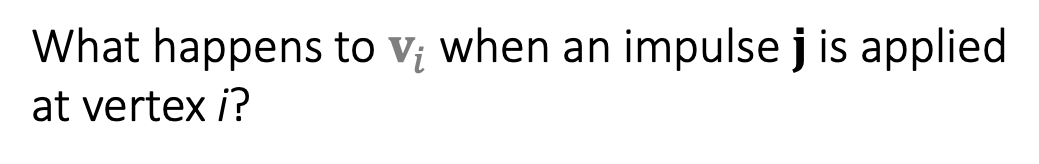 What happens to vᵢ when an impulse j is applied
at vertex i?